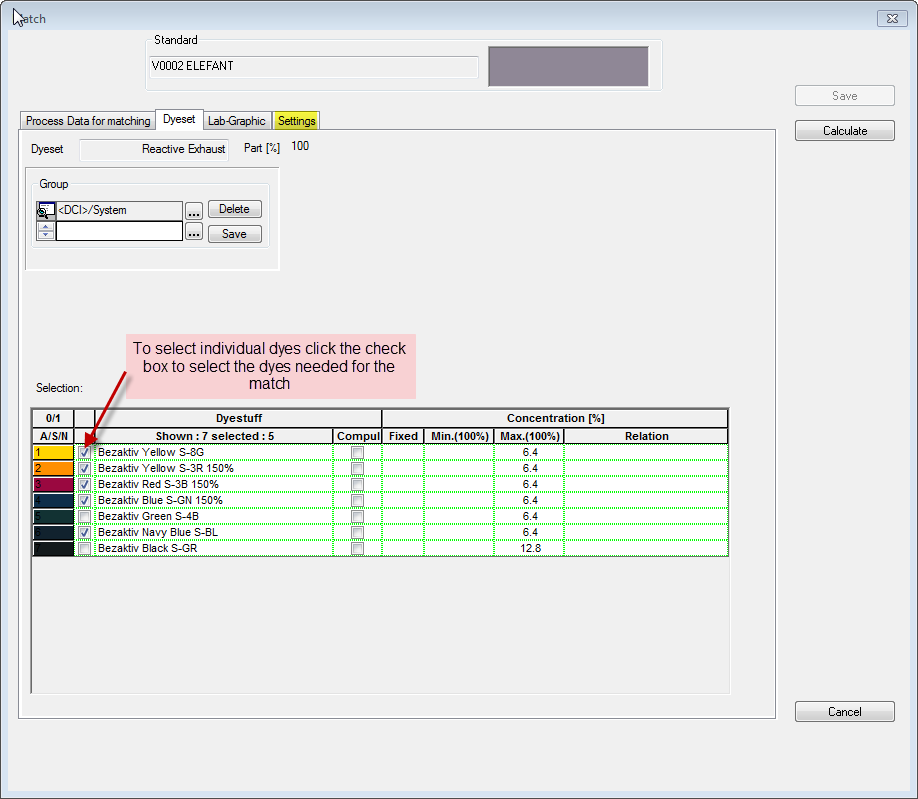 Match
Standard
V0002 ELEFANT
Save
Calculate
Process Data for matching Dyeset Lab-Graphic Settings
Dyeset Reactive Exhaust Part [%] 100
Group
<DCI>/System ... Delete
... Save
To select individual dyes click the check
box to select the dyes needed for the
match
Selection:
0/1 Dyestuff Concentration [%]
A/S/N Shown : 7 selected : 5 Compul Fixed Min.(100%) Max.(100%) Relation
1 Bezaktiv Yellow S-8G 6.4
2 Bezaktiv Yellow S-3R 150% 6.4
3 Bezaktiv Red S-3B 150% 6.4
4 Bezaktiv Blue S-GN 150% 6.4
5 Bezaktiv Green S-4B 6.4
6 Bezaktiv Navy Blue S-BL 6.4
7 Bezaktiv Black S-GR 12.8
Cancel